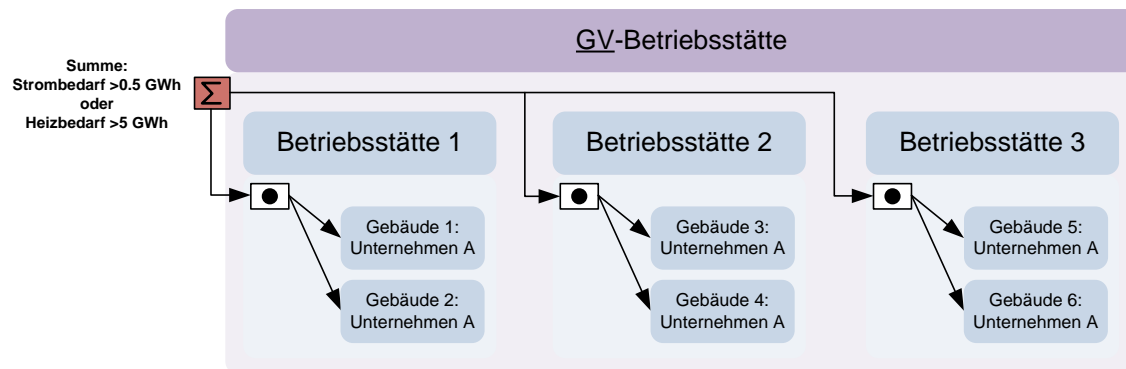 GV-Betriebsstätte
Summe:
Strombedarf >0.5 GWh
oder
Heizbedarf >5 GWh
Σ
Betriebsstätte 1
Betriebsstätte 2
Betriebsstätte 3
Gebäude 1:
Unternehmen A
Gebäude 2:
Unternehmen A
Gebäude 3:
Unternehmen A
Gebäude 4:
Unternehmen A
Gebäude 5:
Unternehmen A
Gebäude 6:
Unternehmen A